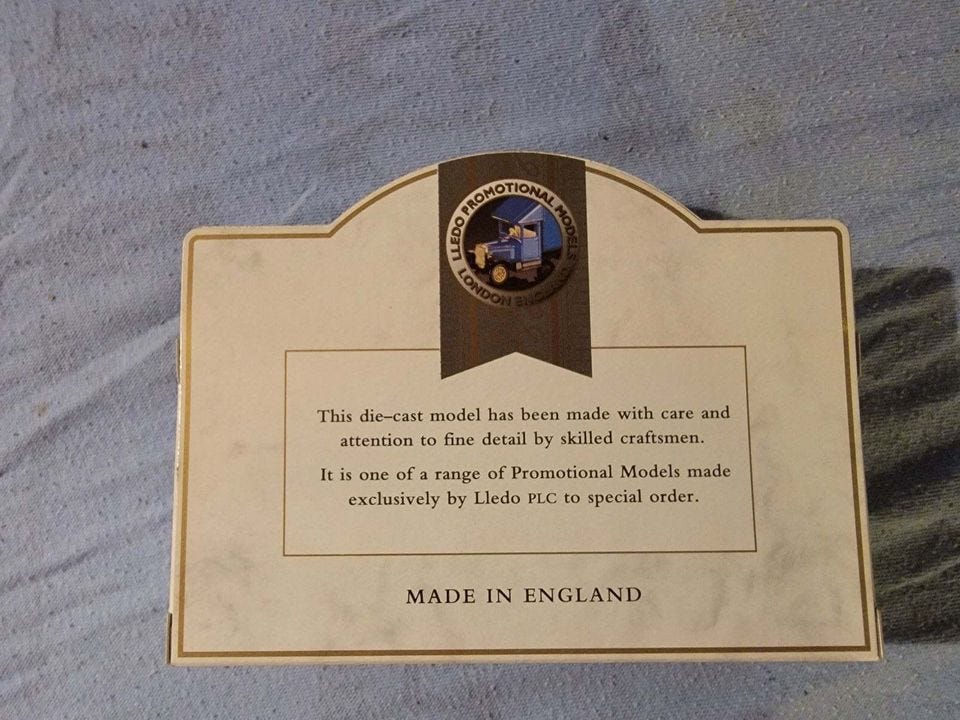 LLEDO PROMOTIONAL MODELS
LONDON ENGLAND
This die-cast model has been made with care and
attention to fine detail by skilled craftsmen.
It is one of a range of Promotional Models made
exclusively by Lledo PLC to special order.
MADE IN ENGLAND